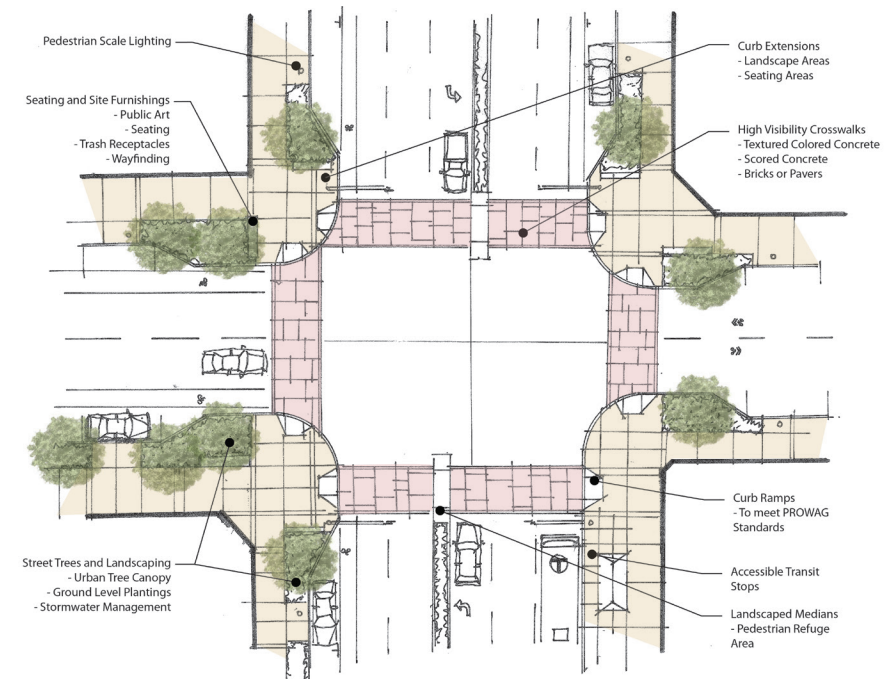 Pedestrian Scale Lighting
Seating and Site Furnishings
- Public Art
- Seating
- Trash Receptacles
- Wayfinding
Street Trees and Landscaping
- Urban Tree Canopy
- Ground Level Plantings
- Stormwater Management
Curb Extensions
- Landscape Areas
- Seating Areas
High Visibility Crosswalks
- Textured Colored Concrete
- Scored Concrete
- Bricks or Pavers
Curb Ramps
- To meet PROWAG
Standards
Accessible Transit
Stops
Landscaped Medians
- Pedestrian Refuge
Area
T